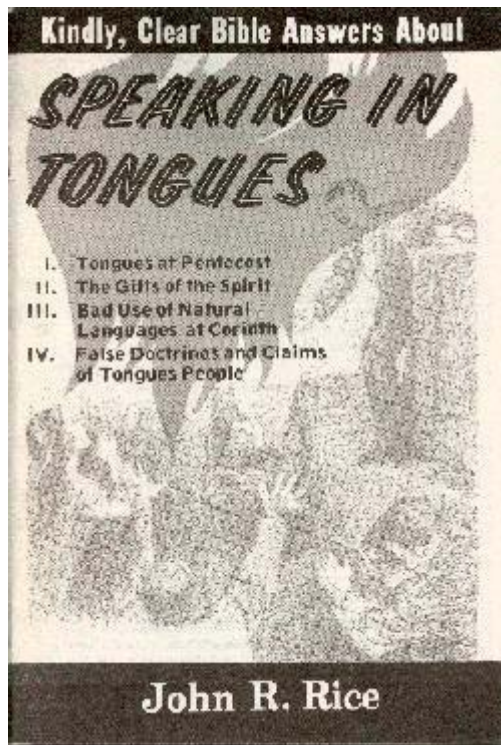 Kindly, Clear Bible Answers About
SPEAKING IN
TONGUES
I. Tongues at Pentecost
II. The Gifts of the Spirit
III. Bad Use of Natural
Languages at Corinth
IV. False Doctrines and Claims
of Tongues People
John R. Rice